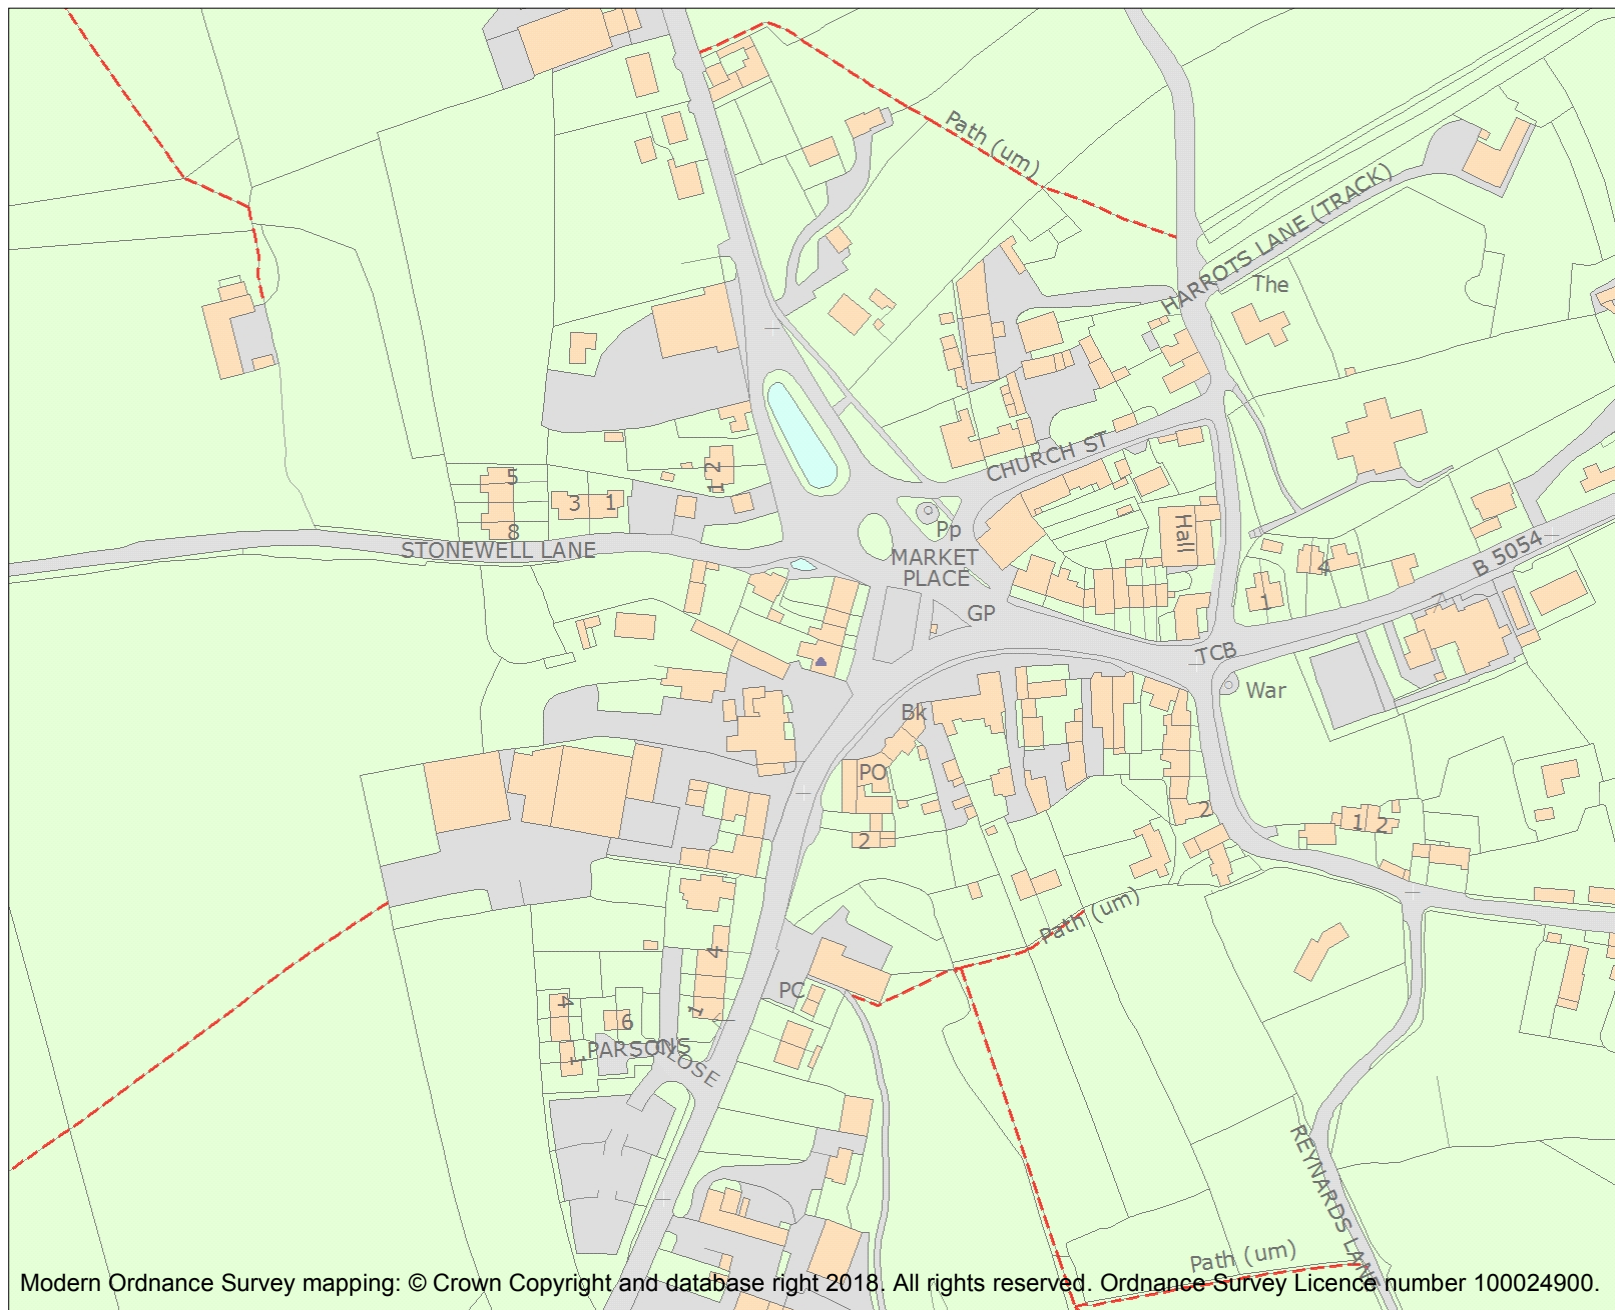 Path (um)
HARROTS LANE (TRACK)
The
CHURCH ST
5
3
1
8
2
1
STONEWELL LANE
Pp
MARKET
PLACE
Hall
B 5054
4
1
GP
TCB
War
Bk
PO
2
2
1
2
Path (um)
4
PC
1
4
6
1
PARSONS
CLOSE
REYNARDS LANE
Path (um)
Modern Ordnance Survey mapping: © Crown Copyright and database right 2018. All rights reserved. Ordnance Survey Licence number 100024900.